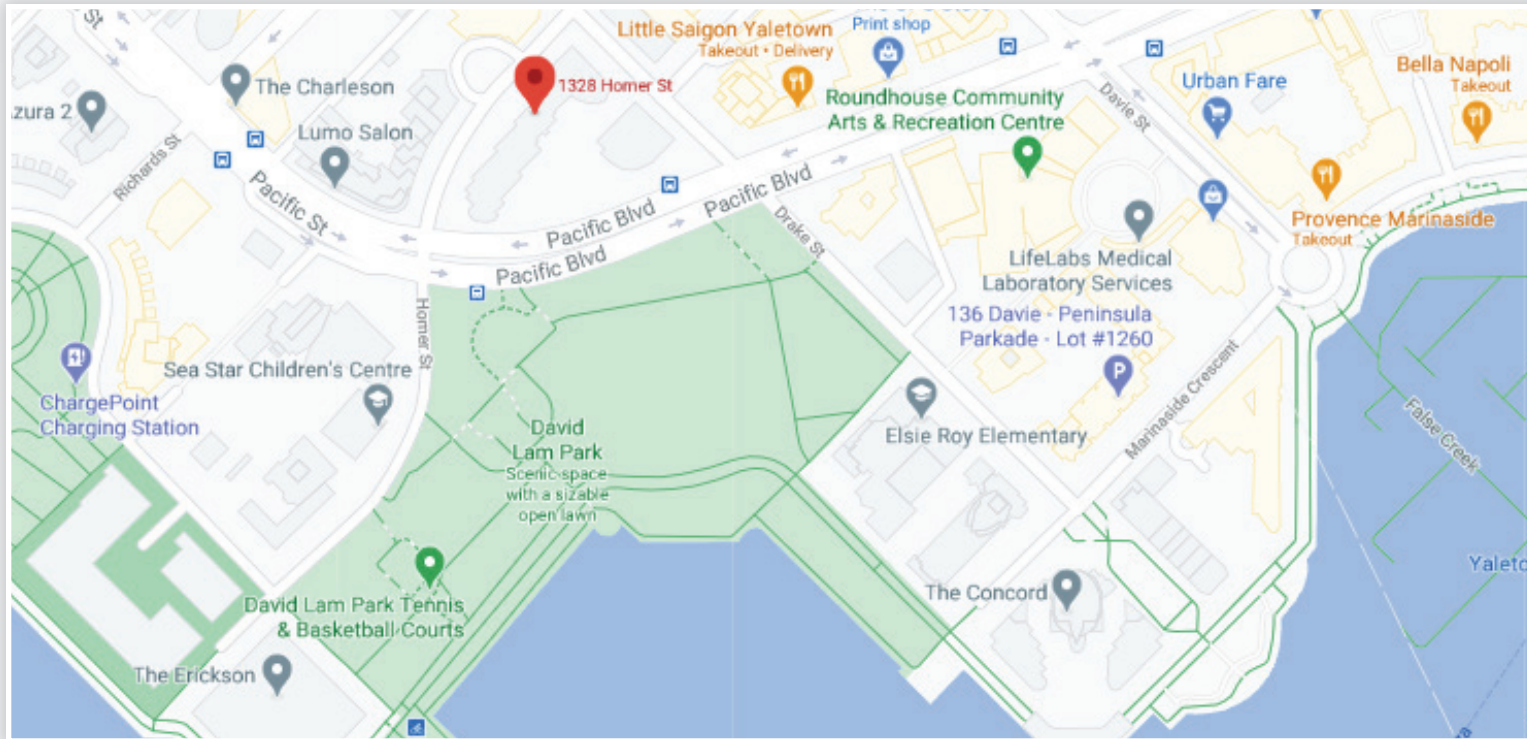 St
Print shop
Little Saigon Yaletown
Takeout • Delivery
1328 Homer St
The Charleson
zura 2
Lumo Salon
Richards St
Pacific St
Roundhouse Community
Arts & Recreation Centre
Davie St
Urban Fare
Bella Napoli
Takeout
Pacific Blvd
Pacific Blvd
Pacific Blvd
Drake St
Provence Marinaside
Takeout
LifeLabs Medical
Laboratory Services
136 Davie - Peninsula
Parkade - Lot #1260
P
Homer St
Sea Star Children's Centre
ChargePoint
Charging Station
David
Lam Park
Scenic space
with a sizable
open lawn
Elsie Roy Elementary
Marinaside Crescent
False Creek
Yaleto
The Concord
David Lam Park Tennis
& Basketball Courts
The Erickson